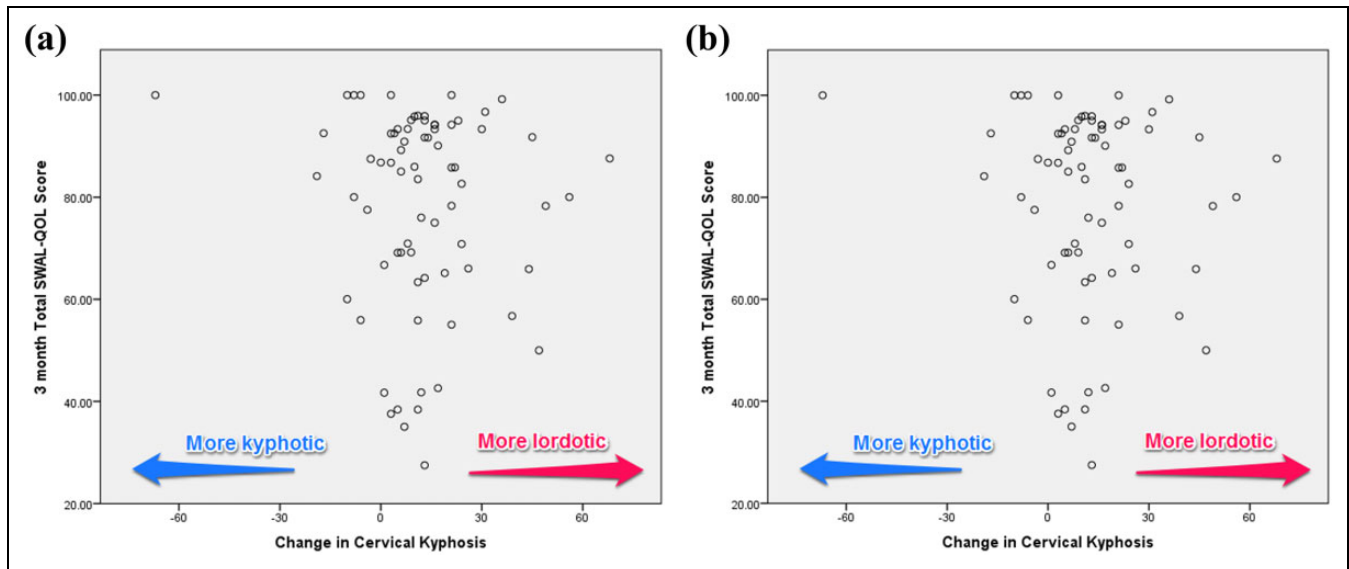 (a)
3 month Total SWAL-QOL Score
100.00
80.00
60.00
40.00
20.00
More kyphotic
More lordotic
-60
-30
0
30
60
Change in Cervical Kyphosis
(b)
3 month Total SWAL-QOL Score
100.00
80.00
60.00
40.00
20.00
More kyphotic
More lordotic
-60
-30
0
30
60
Change in Cervical Kyphosis